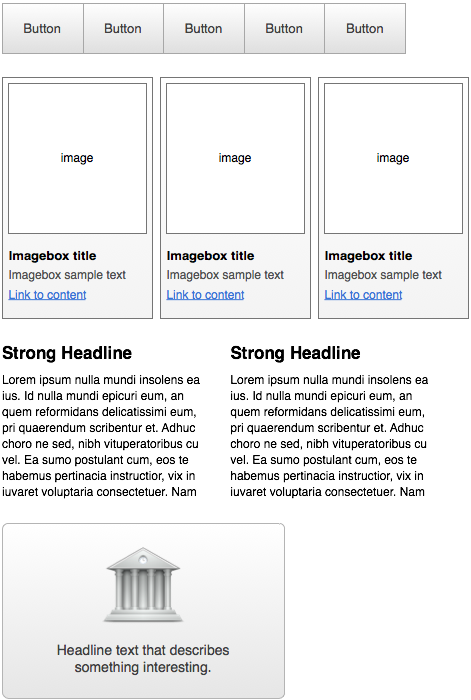 Button Button Button Button Button
image image image
Imagebox title Imagebox title Imagebox title
Imagebox sample text Imagebox sample text Imagebox sample text
Link to content Link to content Link to content
Strong Headline
Lorem ipsum nulla mundi insolens ea
ius. Id nulla mundi epicuri eum, an
quem reformidans delicatissimi eum,
pri quaerendum scribentur et. Adhuc
choro ne sed, nibh vituperatoribus cu
vel. Ea sumo postulant cum, eos te
habemus pertinacia instructior, vix in
iuvaret voluptaria consectetuer. Nam
Strong Headline
Lorem ipsum nulla mundi insolens ea
ius. Id nulla mundi epicuri eum, an
quem reformidans delicatissimi eum,
pri quaerendum scribentur et. Adhuc
choro ne sed, nibh vituperatoribus cu
vel. Ea sumo postulant cum, eos te
habemus pertinacia instructior, vix in
iuvaret voluptaria consectetuer. Nam
Headline text that describes
something interesting.